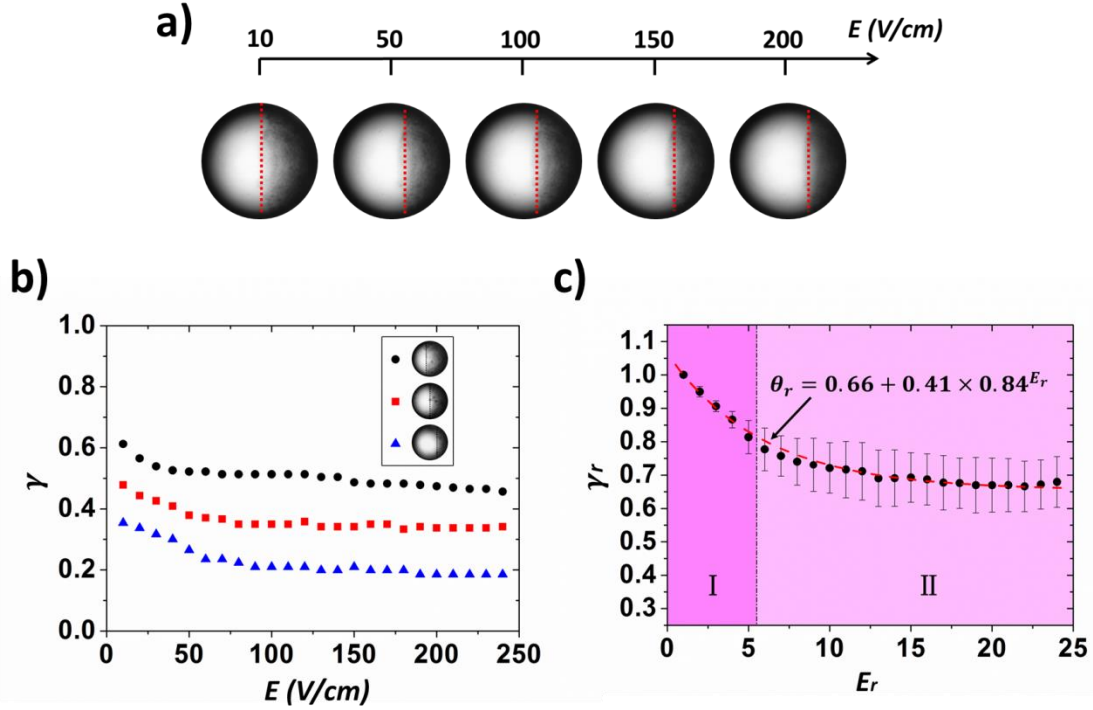 a)
10 50 100 150 200 E (V/cm)
b)
1.0
0.8
0.6
0.4
0.2
0.0
γ
0 50 100 150 200 250
E (V/cm)
c)
1.1
1.0
0.9
0.8
0.7
0.6
0.5
0.4
0.3
γr
θr = 0.66 + 0.41 × 0.84^Er
I II
0 5 10 15 20 25
Er